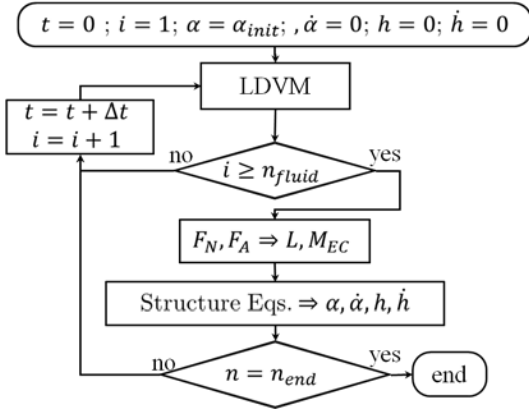 t = 0 ; i = 1; α = α_init; , α̇ = 0; h = 0; ḣ = 0
LDVM
t = t + Δt
i = i + 1
no
i ≥ n_fluid
yes
F_N, F_A ⇒ L, M_EC
Structure Eqs. ⇒ α, α̇, h, ḣ
no
n = n_end
yes
end